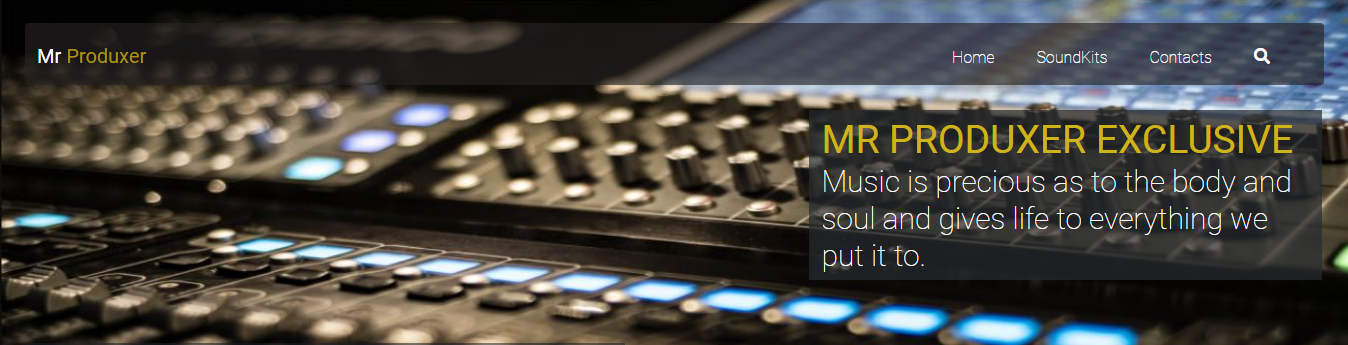 Mr Produxer
Home SoundKits Contacts
MR PRODUXER EXCLUSIVE
Music is precious as to the body and
soul and gives life to everything we
put it to.